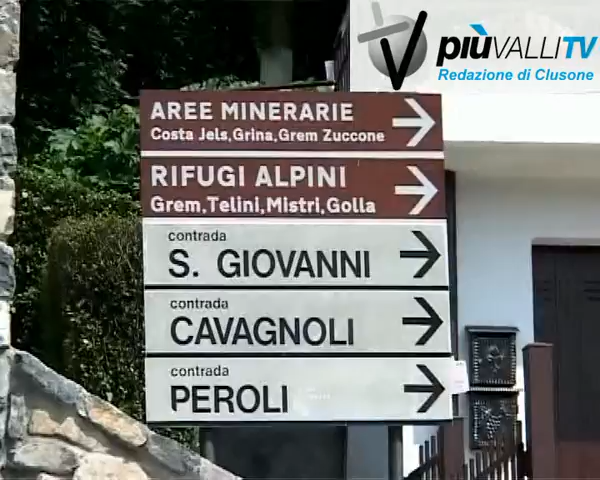 piùVALLITV
Redazione di Clusone
AREE MINERARIE
Costa Jels,Grina,Grem Zuccone
RIFUGI ALPINI
Grem,Telini,Mistri,Golla
contrada
S. GIOVANNI
contrada
CAVAGNOLI
contrada
PEROLI